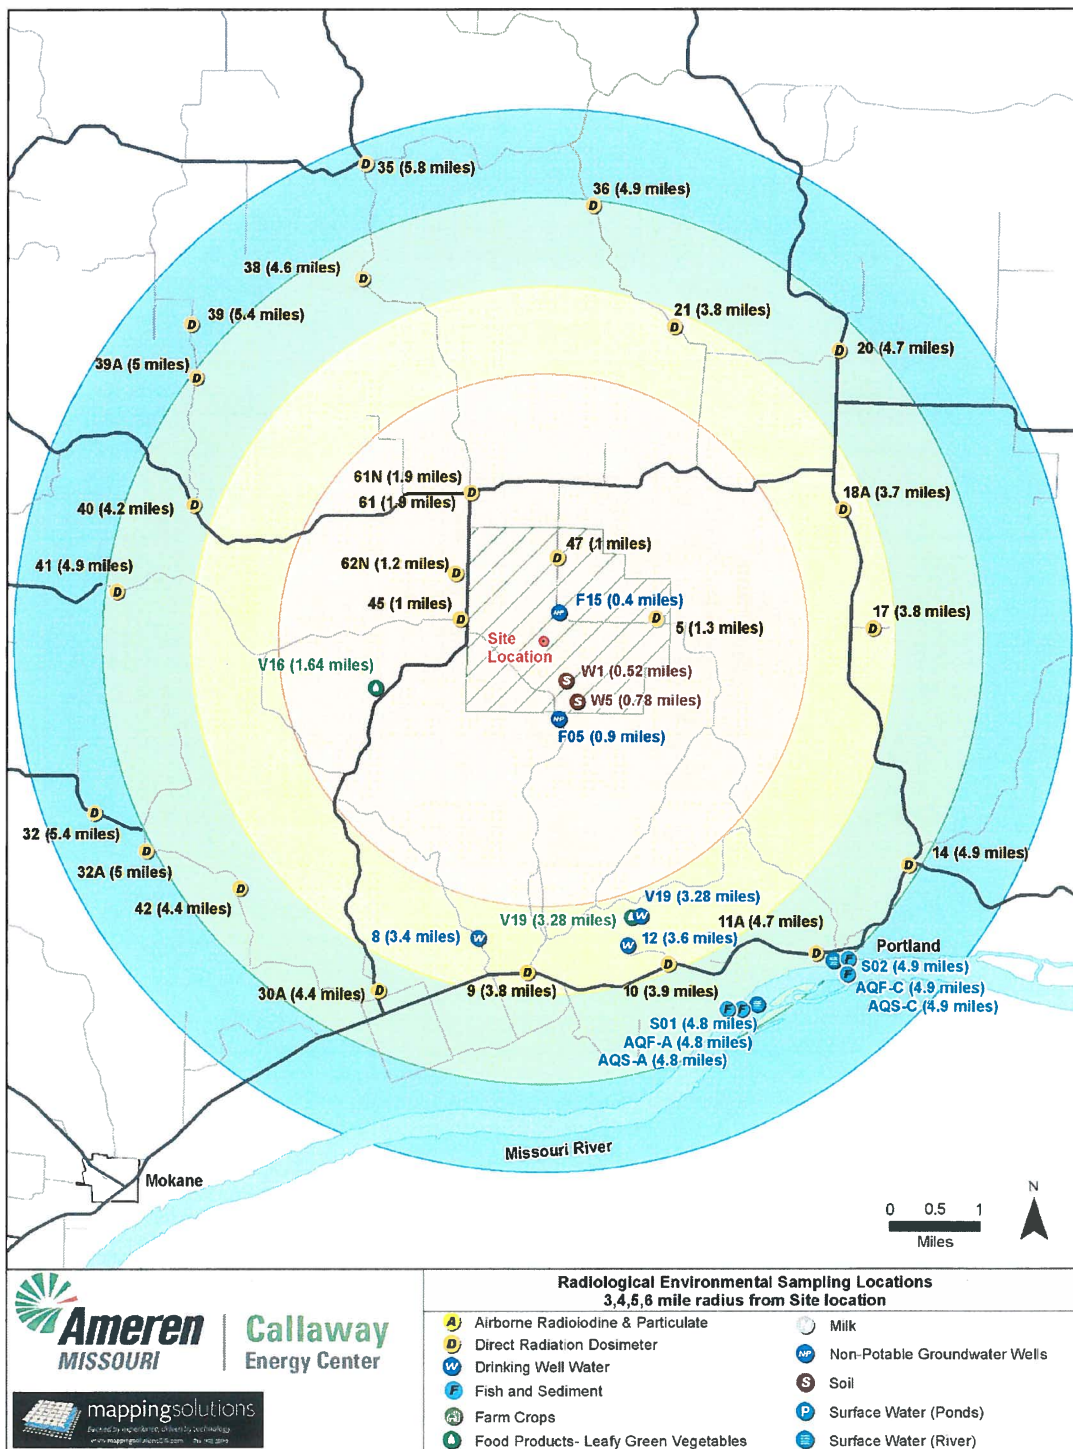 35 (5.8 miles)
36 (4.9 miles)
38 (4.6 miles)
39 (5.4 miles)
21 (3.8 miles)
20 (4.7 miles)
39A (5 miles)
61N (1.9 miles)
61 (1.9 miles)
18A (3.7 miles)
40 (4.2 miles)
47 (.1 miles)
41 (4.9 miles)
62N (1.2 miles)
F15 (0.4 miles)
45 (1 miles)
17 (3.8 miles)
5 (1.3 miles)
Site
Location
V16 (1.64 miles)
W1 (0.52 miles)
W5 (0.78 miles)
F05 (0.9 miles)
32 (5.4 miles)
32A (5 miles)
14 (4.9 miles)
42 (4.4 miles)
V19 (3.28 miles)
V19 (3.28 miles)
11A (4.7 miles)
8 (3.4 miles)
12 (3.6 miles)
Portland
S02 (4.9 miles)
30A (4.4 miles)
9 (3.8 miles)
10 (3.9 miles)
AQF-C (4.9 miles)
AQS-C (4.9 miles)
S01 (4.8 miles)
AQF-A (4.8 miles)
AQS-A (4.8 miles)
Missouri River
Mokane
N
0 0.5 1
Miles
Ameren
MISSOURI
Callaway
Energy Center
mappingsolutions
Radiological Environmental Sampling Locations
3,4,5,6 mile radius from Site location
A Airborne Radioiodine & Particulate
D Direct Radiation Dosimeter
W Drinking Well Water
F Fish and Sediment
Farm Crops
Food Products- Leafy Green Vegetables
Milk
NP Non-Potable Groundwater Wells
S Soil
P Surface Water (Ponds)
Surface Water (River)